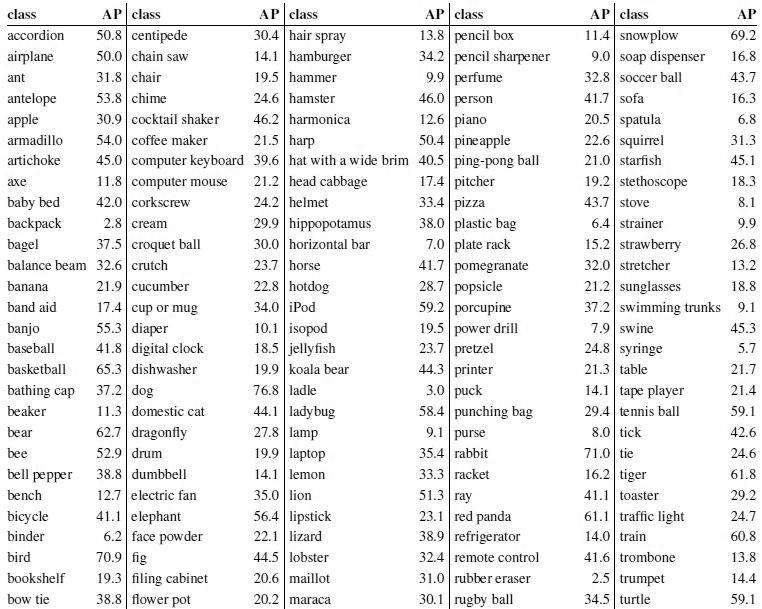 class AP class AP class AP class AP class AP
accordion 50.8 centipede 30.4 hair spray 13.8 pencil box 11.4 snowplow 69.2
airplane 50.0 chain saw 14.1 hamburger 34.2 pencil sharpener 9.0 soap dispenser 16.8
ant 31.8 chair 19.5 hammer 9.9 perfume 32.8 soccer ball 43.7
antelope 53.8 chime 24.6 hamster 46.0 person 41.7 sofa 16.3
apple 30.9 cocktail shaker 46.2 harmonica 12.6 piano 20.5 spatula 6.8
armadillo 54.0 coffee maker 21.5 harp 50.4 pineapple 22.6 squirrel 31.3
artichoke 45.0 computer keyboard 39.6 hat with a wide brim 40.5 ping-pong ball 21.0 starfish 45.1
axe 11.8 computer mouse 21.2 head cabbage 17.4 pitcher 19.2 stethoscope 18.3
baby bed 42.0 corkscrew 24.2 helmet 33.4 pizza 43.7 stove 8.1
backpack 2.8 cream 29.9 hippopotamus 38.0 plastic bag 6.4 strainer 9.9
bagel 37.5 croquet ball 30.0 horizontal bar 7.0 plate rack 15.2 strawberry 26.8
balance beam 32.6 crutch 23.7 horse 41.7 pomegranate 32.0 stretcher 13.2
banana 21.9 cucumber 22.8 hotdog 28.7 popsicle 21.2 sunglasses 18.8
band aid 17.4 cup or mug 34.0 iPod 59.2 porcupine 37.2 swimming trunks 9.1
banjo 55.3 diaper 10.1 isopod 19.5 power drill 7.9 swine 45.3
baseball 41.8 digital clock 18.5 jellyfish 23.7 pretzel 24.8 syringe 5.7
basketball 65.3 dishwasher 19.9 koala bear 44.3 printer 21.3 table 21.7
bathing cap 37.2 dog 76.8 ladle 3.0 puck 14.1 tape player 21.4
beaker 11.3 domestic cat 44.1 ladybug 58.4 punching bag 29.4 tennis ball 59.1
bear 62.7 dragonfly 27.8 lamp 9.1 purse 8.0 tick 42.6
bee 52.9 drum 19.9 laptop 35.4 rabbit 71.0 tie 24.6
bell pepper 38.8 dumbbell 14.1 lemon 33.3 racket 16.2 tiger 61.8
bench 12.7 electric fan 35.0 lion 51.3 ray 41.1 toaster 29.2
bicycle 41.1 elephant 56.4 lipstick 23.1 red panda 61.1 traffic light 24.7
binder 6.2 face powder 22.1 lizard 38.9 refrigerator 14.0 train 60.8
bird 70.9 fig 44.5 lobster 32.4 remote control 41.6 trombone 13.8
bookshelf 19.3 filing cabinet 20.6 maillot 31.0 rubber eraser 2.5 trumpet 14.4
bow tie 38.8 flower pot 20.2 maraca 30.1 rugby ball 34.5 turtle 59.1